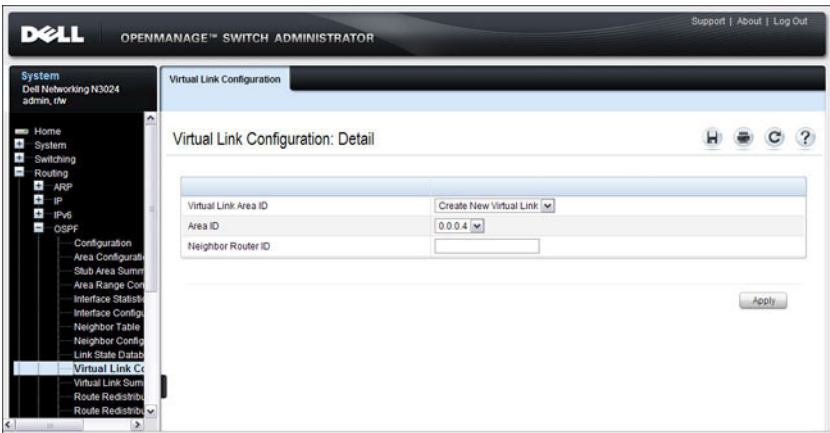 Support | About | Log Out
DELL OPENMANAGE™ SWITCH ADMINISTRATOR
System
Dell Networking N3024
admin, r/w
Virtual Link Configuration
Home
System
Switching
Routing
ARP
IP
IPv6
OSPF
Configuration
Area Configurati
Stub Area Summ
Area Range Con
Interface Statisti
Interface Configu
Neighbor Table
Neighbor Config
Link State Datab
Virtual Link Co
Virtual Link Sum
Route Redistribu
Route Redistribu
Virtual Link Configuration: Detail
Virtual Link Area ID Create New Virtual Link
Area ID 0.0.0.4
Neighbor Router ID
Apply